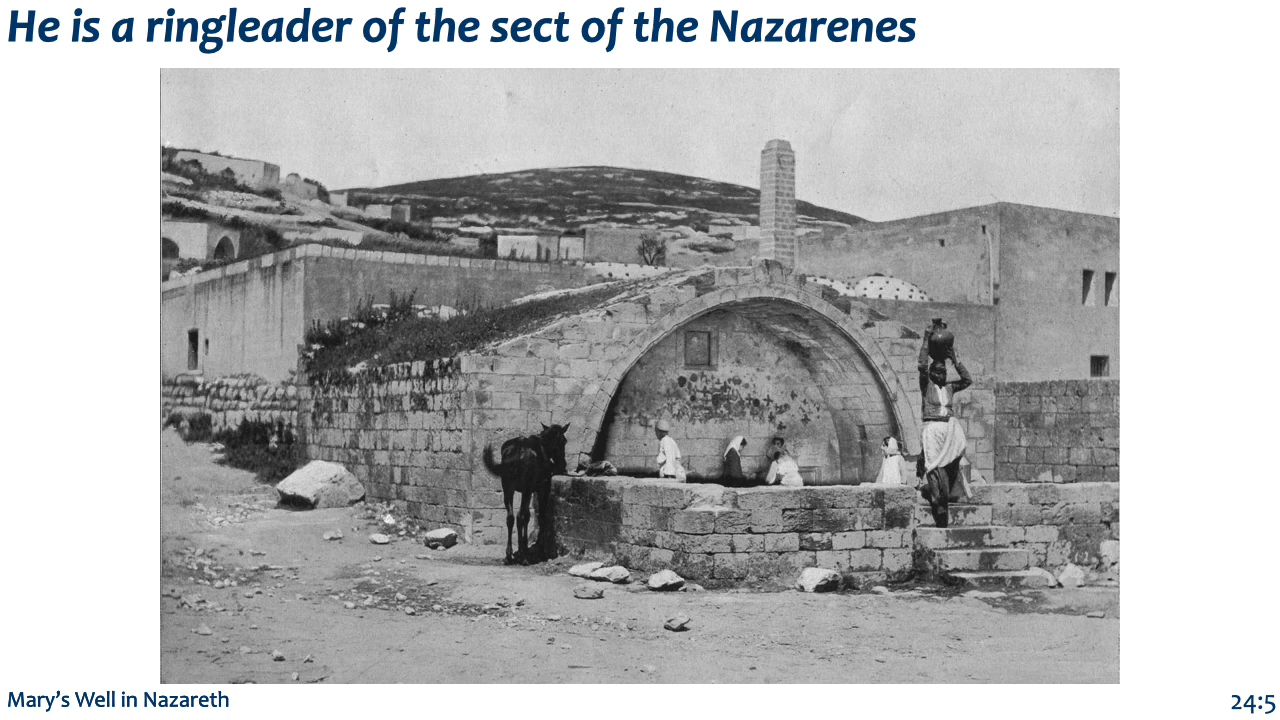 He is a ringleader of the sect of the Nazarenes
Mary's Well in Nazareth
24:5